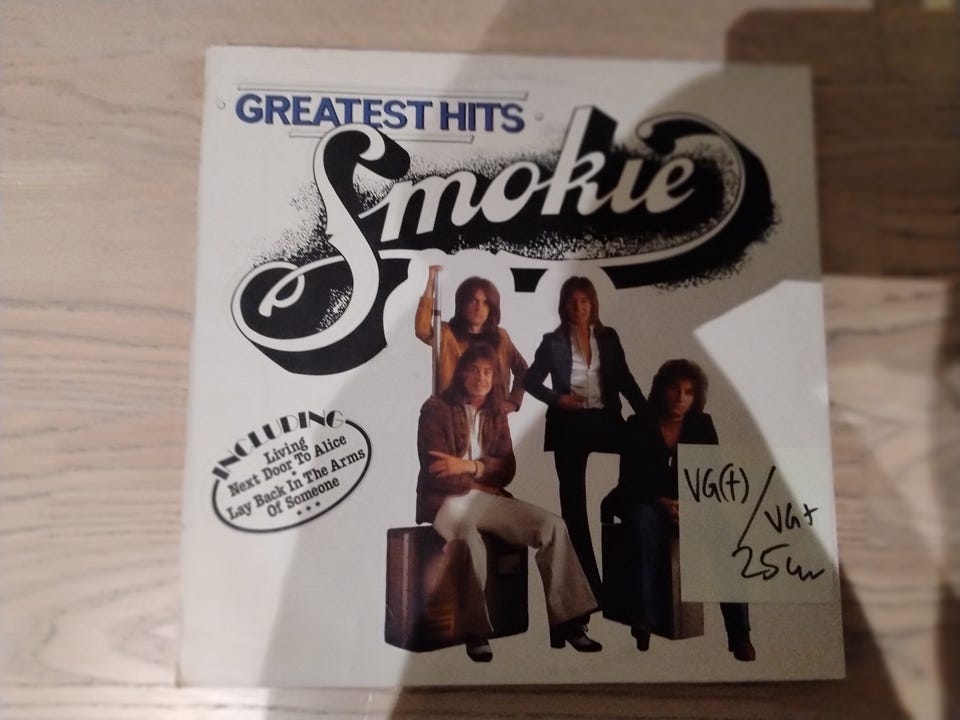 GREATEST HITS
Smokie
INCLUDING
Living
Next Door To Alice
Lay Back In The Arms
Of Someone
VG(+)/
VG+
25